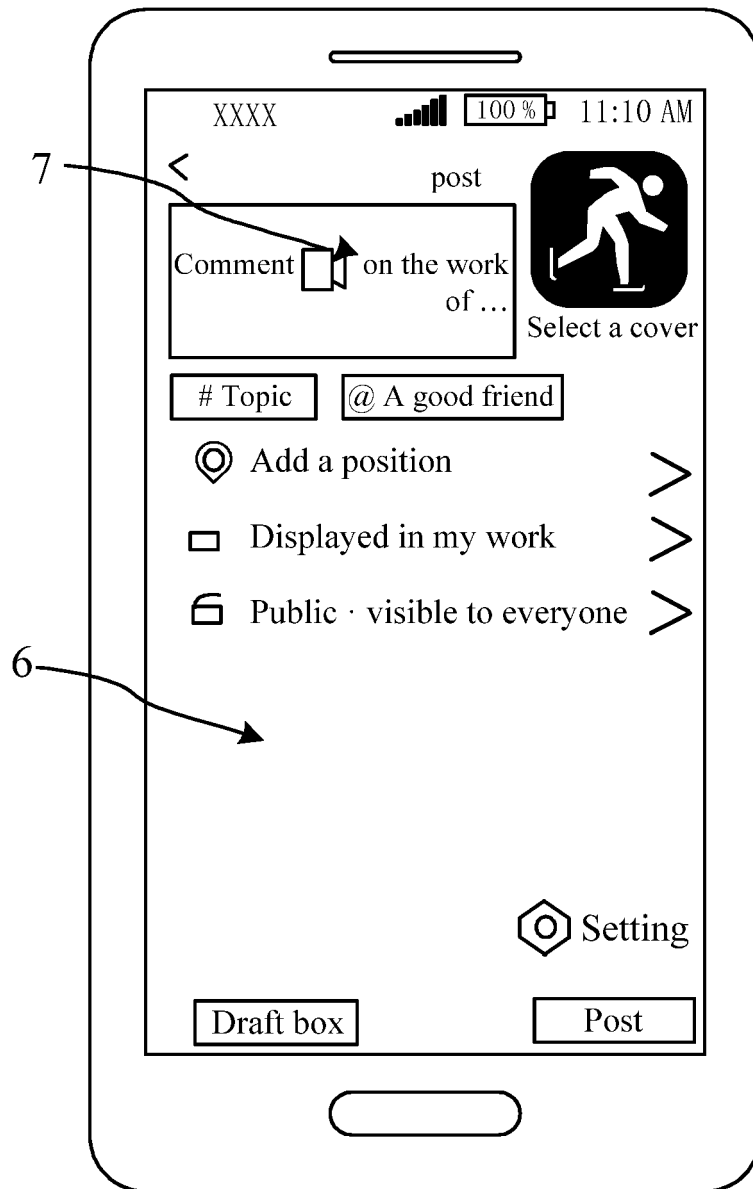 XXXX 100 % 11:10 AM
<
7
post
Comment on the work
of ...
Select a cover
# Topic @ A good friend
Add a position >
Displayed in my work >
Public · visible to everyone >
6
Setting
Draft box Post